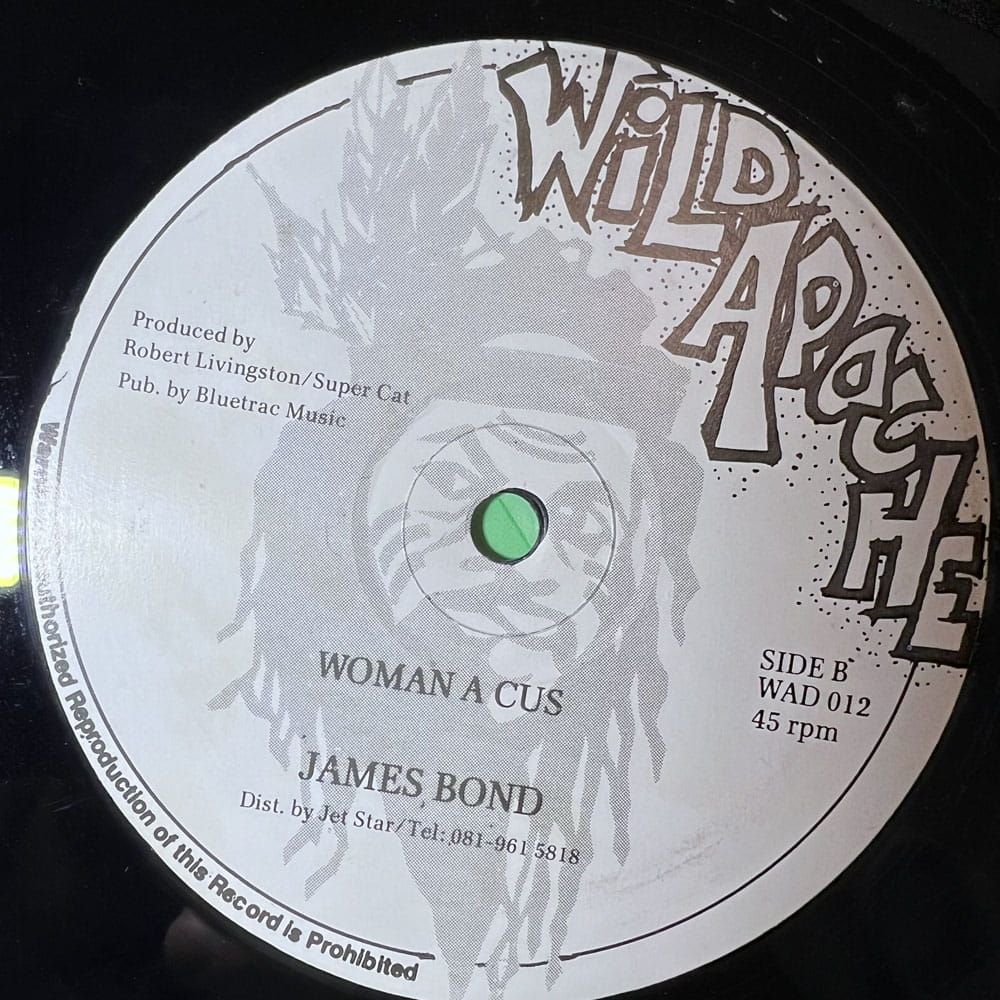 WiLD
APACHE
Produced by
Robert Livingston/Super Cat
Pub. by Bluetrac Music
SIDE B
WAD 012
45 rpm
WOMAN A CUS
JAMES BOND
Dist. by Jet Star/Tel: 081-961 5818
Reproduction of this Record is Prohibited